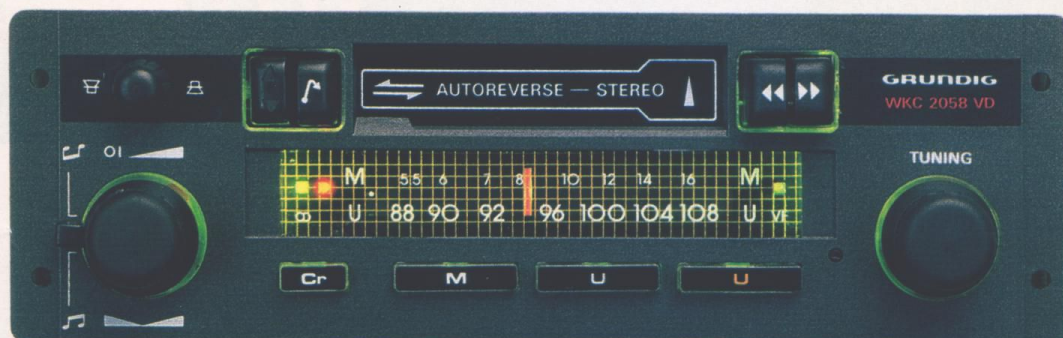 AUTOREVERSE — STEREO
GRUNDIG
WKC 2058 VD
OI
TUNING
M 5.5 6 7 8 10 12 14 16 M
U 88 90 92 96 100 104 108 U VF
Cr M U U